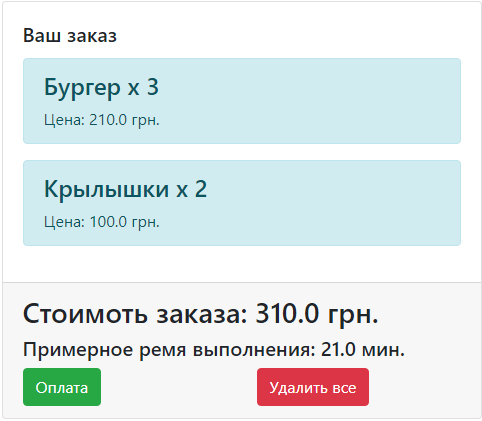 Ваш заказ
Бургер x 3
Цена: 210.0 грн.
Крылышки x 2
Цена: 100.0 грн.
Стоимоть заказа: 310.0 грн.
Примерное ремя выполнения: 21.0 мин.
Оплата
Удалить все